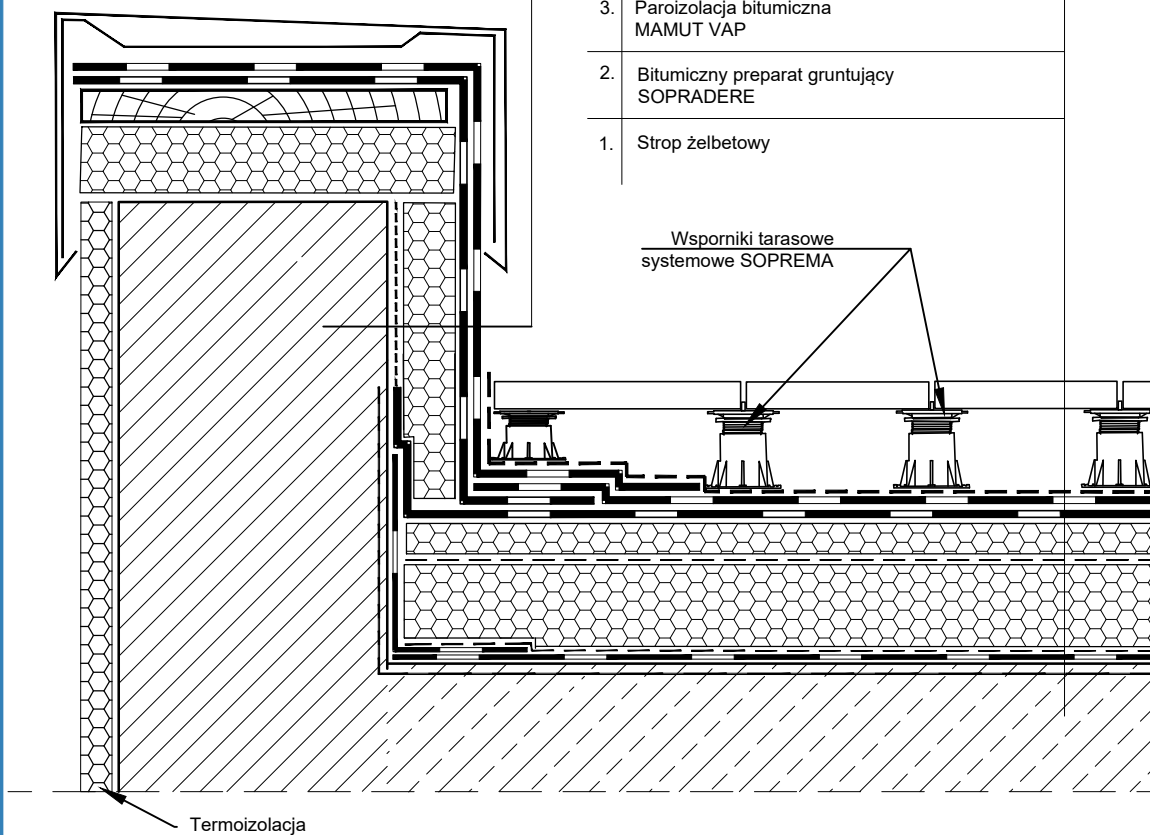 3. Paroizolacja bitumiczna
MAMUT VAP
2. Bitumiczny preparat gruntujący
SOPRADERE
1. Strop żelbetowy
Wsporniki tarasowe
systemowe SOPREMA
Termoizolacja